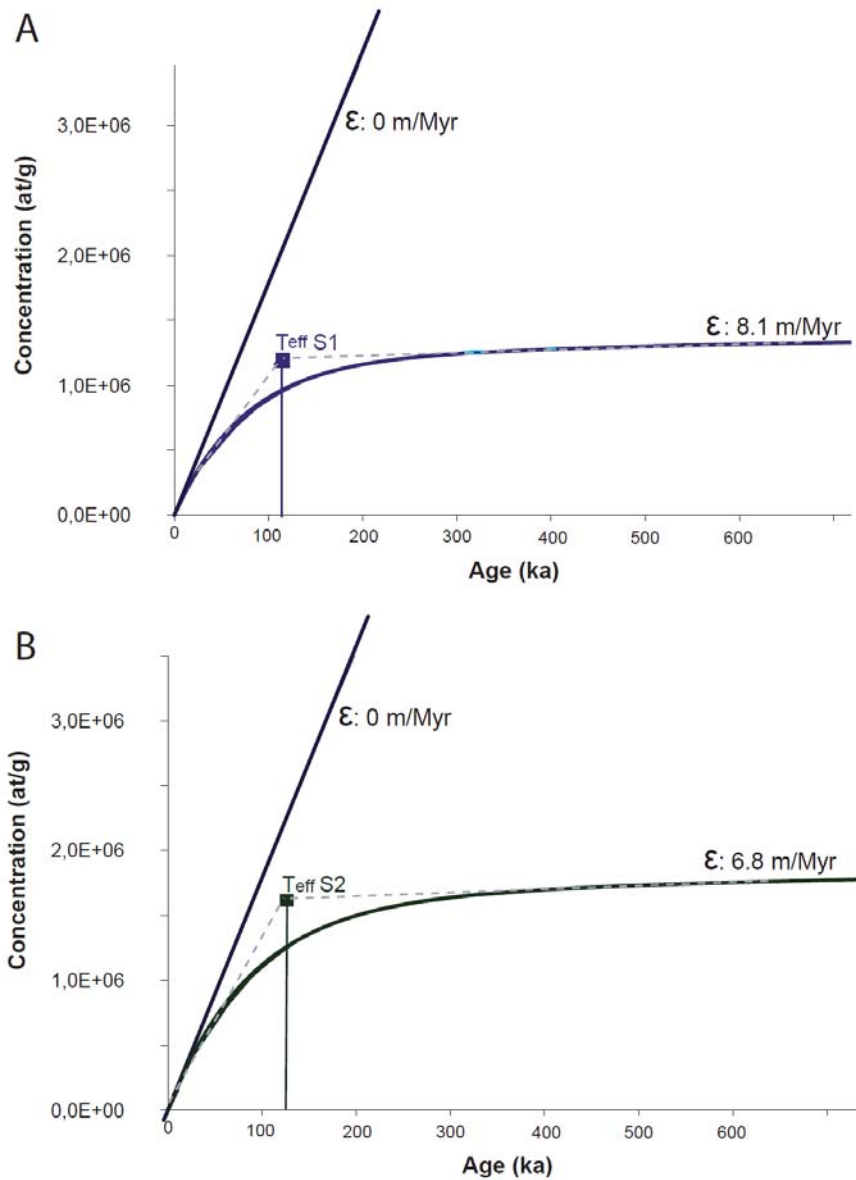 A
Concentration (at/g)
3,0E+06
2,0E+06
1,0E+06
0,0E+00
ε: 0 m/Myr
Teff S1
ε: 8.1 m/Myr
0 100 200 300 400 500 600
Age (ka)
B
Concentration (at/g)
3,0E+06
2,0E+06
1,0E+06
0,0E+00
ε: 0 m/Myr
Teff S2
ε: 6.8 m/Myr
0 100 200 300 400 500 600
Age (ka)